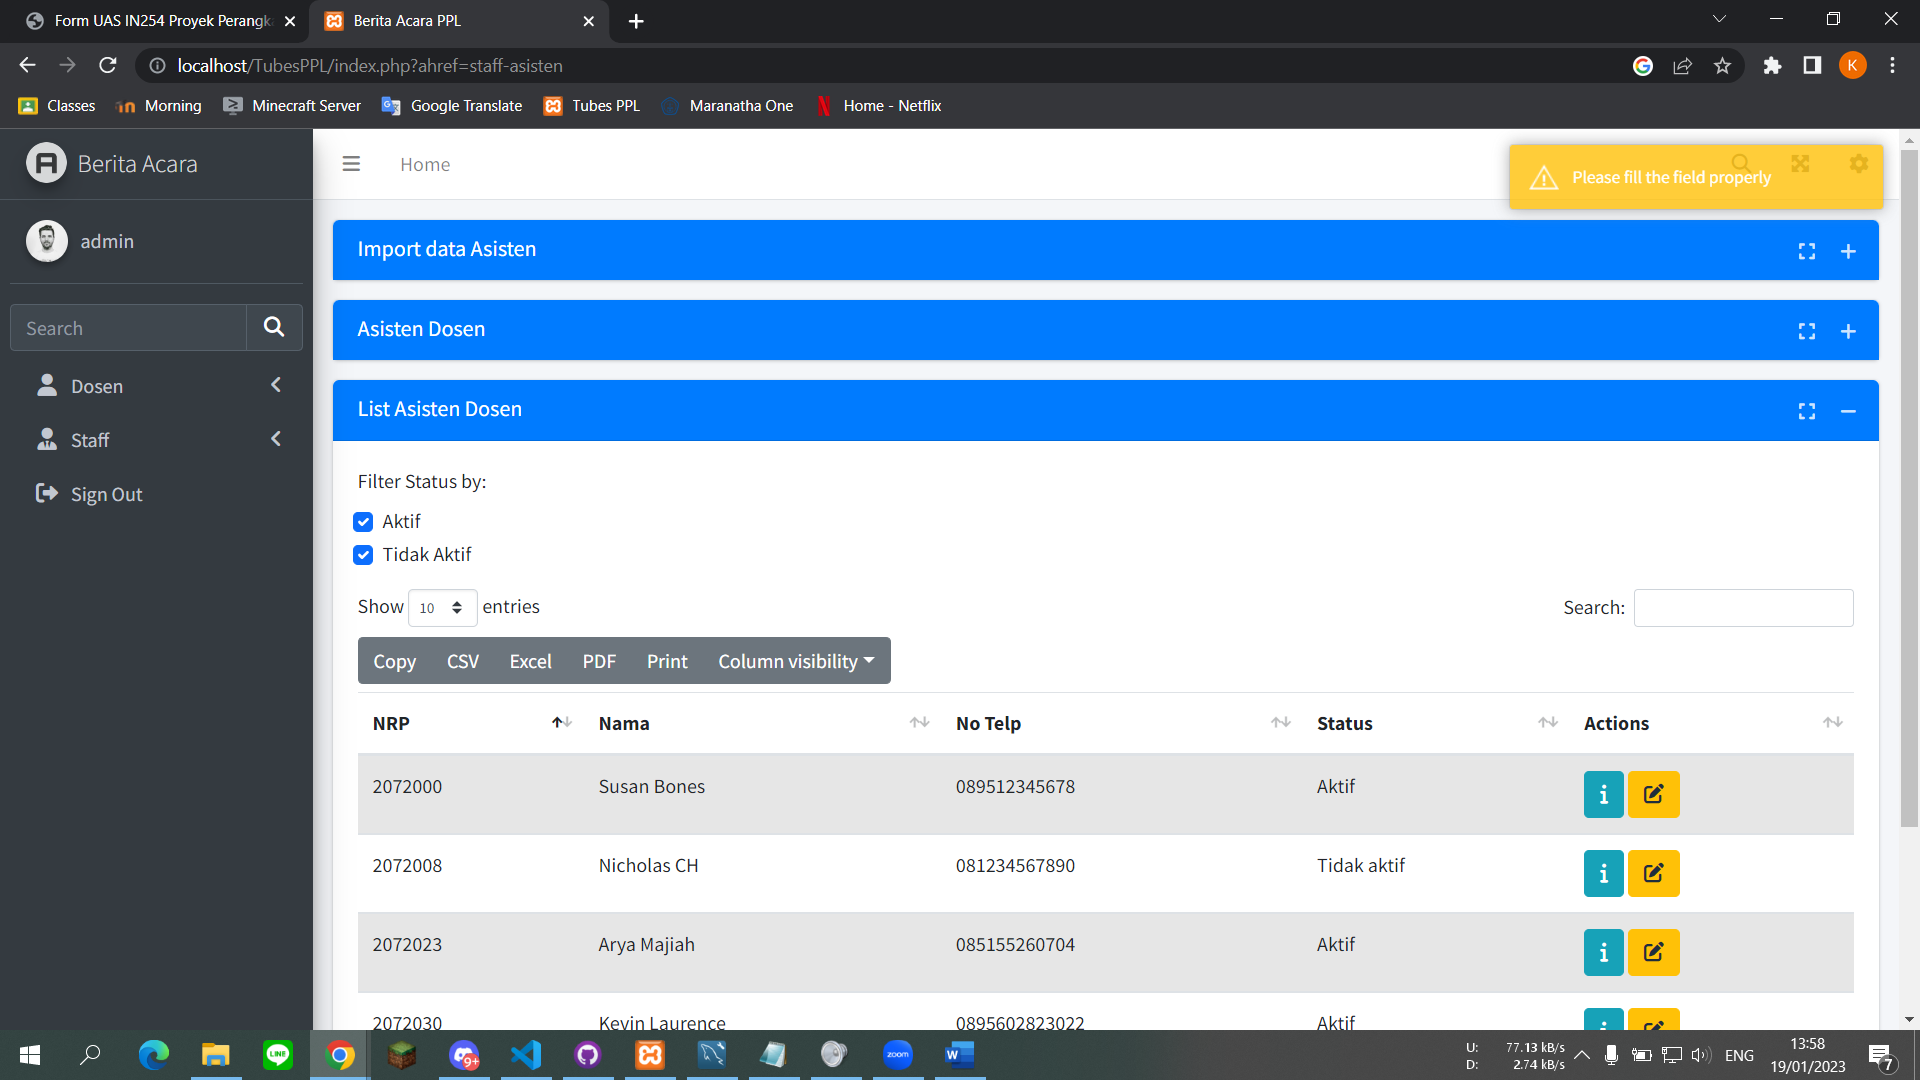 Form UAS IN254 Proyek Perangka
Berita Acara PPL
localhost/TubesPPL/index.php?ahref=staff-asisten
K
Classes
Morning
Minecraft Server
Google Translate
Tubes PPL
Maranatha One
Home - Netflix
Berita Acara
Home
Please fill the field properly
admin
Search
Dosen
Staff
Sign Out
Import data Asisten
Asisten Dosen
List Asisten Dosen
Filter Status by:
Aktif
Tidak Aktif
Show 10 entries
Search:
Copy CSV Excel PDF Print Column visibility
NRP Nama No Telp Status Actions
2072000 Susan Bones 089512345678 Aktif
2072008 Nicholas CH 081234567890 Tidak aktif
2072023 Arya Majiah 085155260704 Aktif
2072030 Kevin Laurence 0895602823022 Aktif
LINE
9+
zoom
W
U: 77.13 kB/s
D: 2.74 kB/s
ENG
13:58
19/01/2023
7